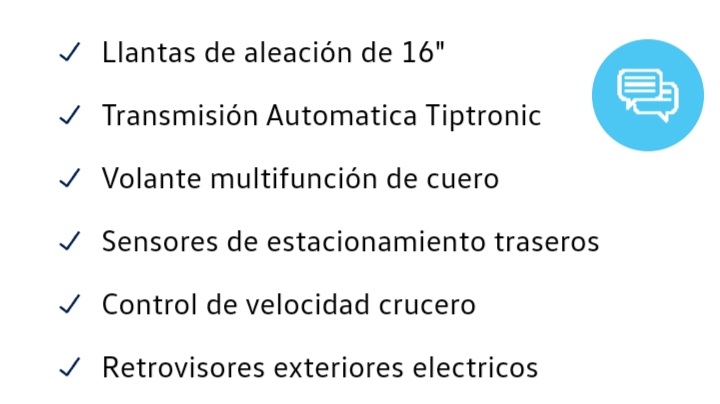 Llantas de aleación de 16"
Transmisión Automatica Tiptronic
Volante multifunción de cuero
Sensores de estacionamiento traseros
Control de velocidad crucero
Retrovisores exteriores electricos